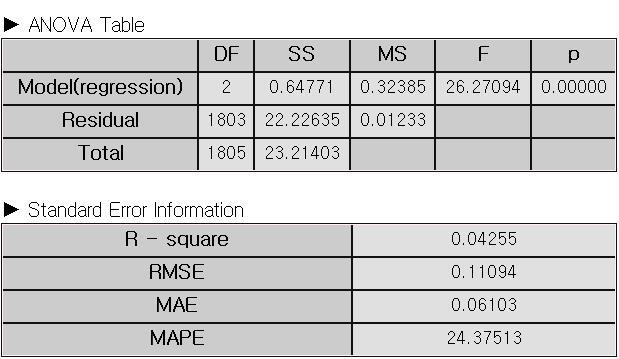 ► ANOVA Table
DF SS MS F p
Model(regression) 2 0.64771 0.32385 26.27094 0.00000
Residual 1803 22.22635 0.01233
Total 1805 23.21403
► Standard Error Information
R - square 0.04255
RMSE 0.11094
MAE 0.06103
MAPE 24.37513